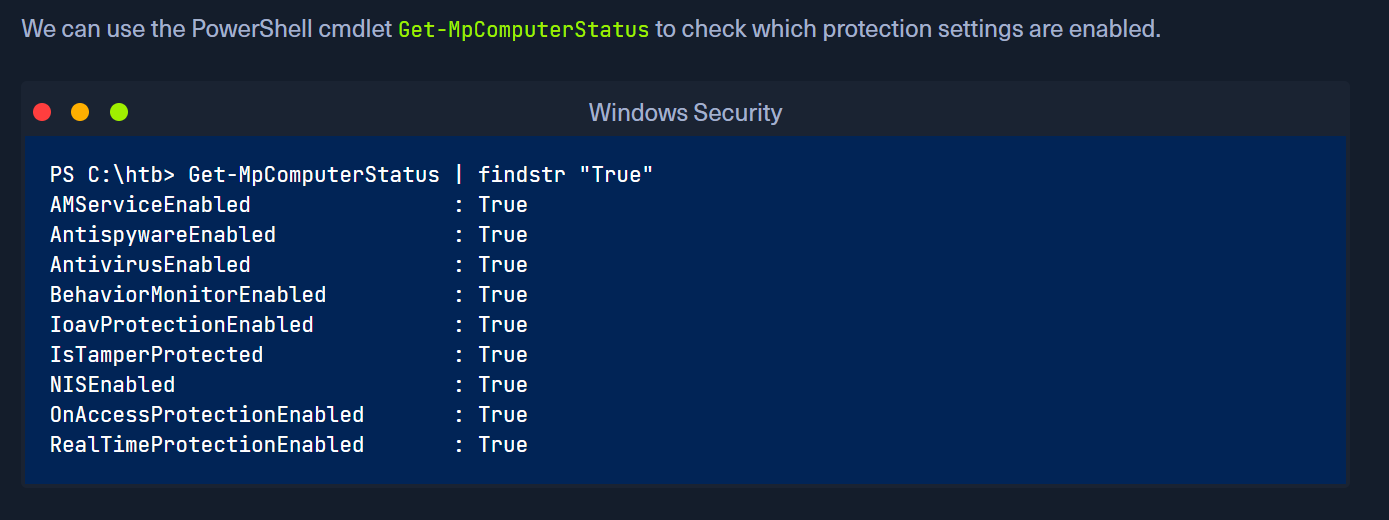 We can use the PowerShell cmdlet Get-MpComputerStatus to check which protection settings are enabled.
Windows Security
PS C:\htb> Get-MpComputerStatus | findstr "True"
AMServiceEnabled                : True
AntispywareEnabled              : True
AntivirusEnabled                : True
BehaviorMonitorEnabled          : True
IoavProtectionEnabled           : True
IsTamperProtected               : True
NISEnabled                      : True
OnAccessProtectionEnabled       : True
RealTimeProtectionEnabled       : True